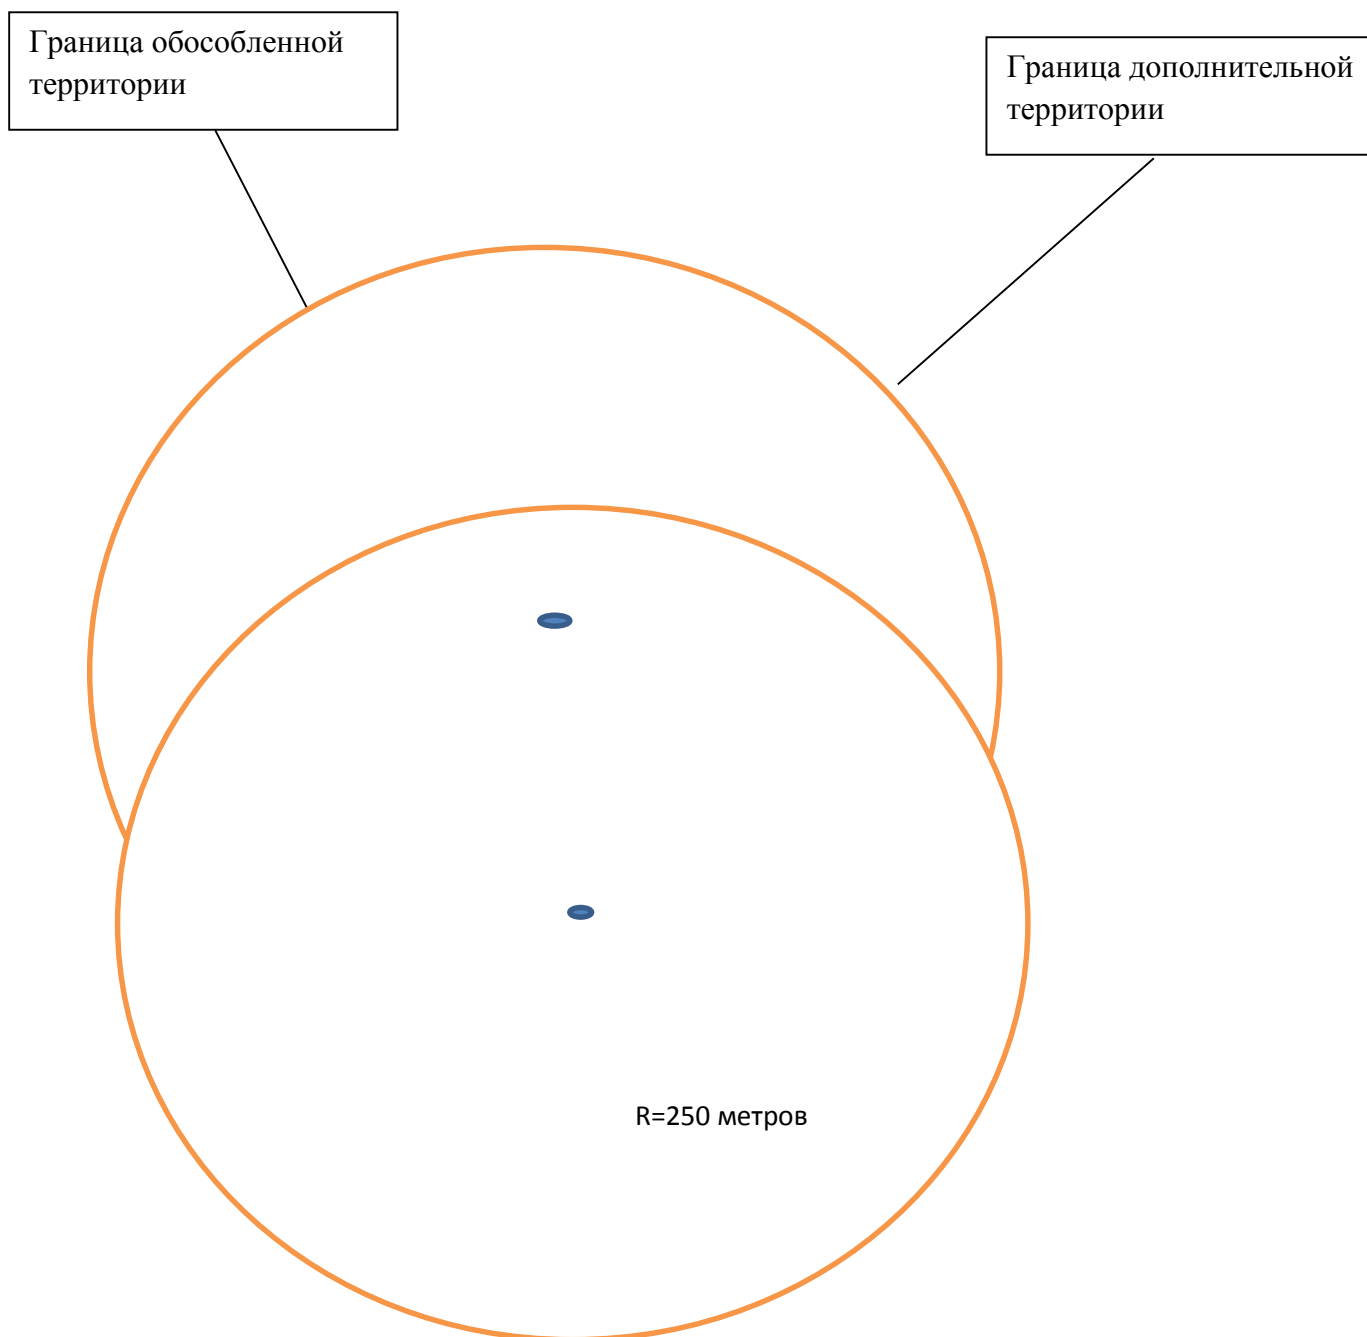 Граница обособленной
территории
Граница дополнительной
территории
R=250 метров